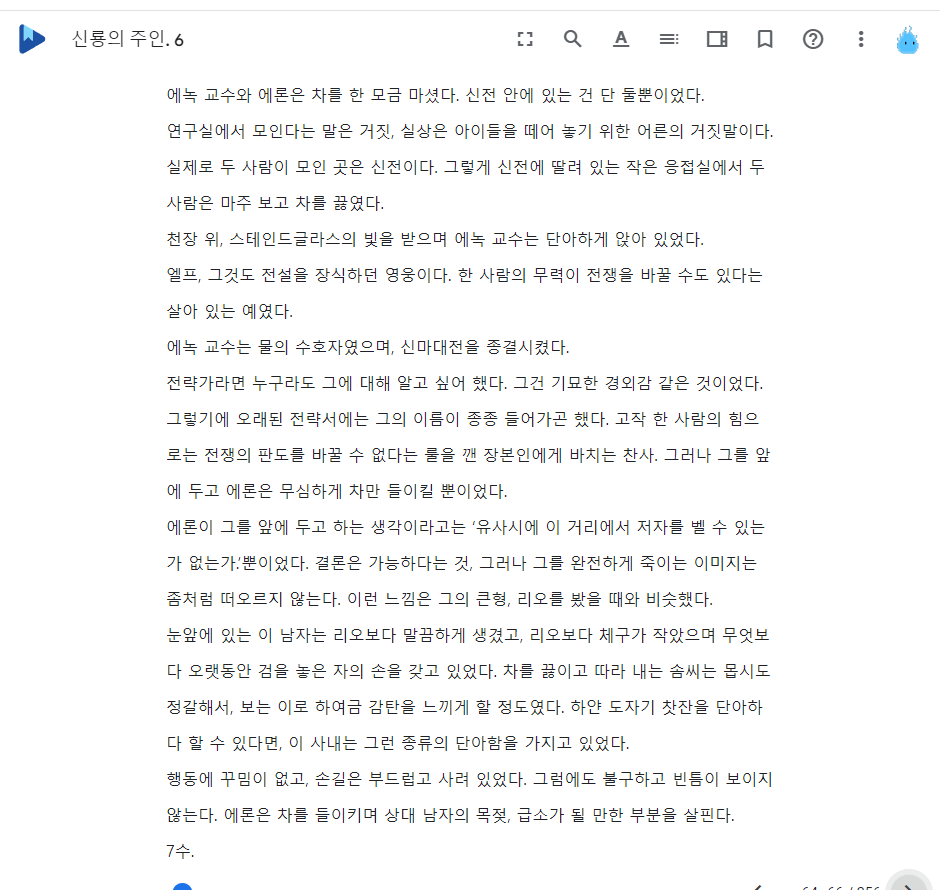 신룡의 주인. 6
에녹 교수와 에론은 차를 한 모금 마셨다. 신전 안에 있는 건 단 둘뿐이었다.
연구실에서 모인다는 말은 거짓, 실상은 아이들을 떼어 놓기 위한 어른의 거짓말이다.
실제로 두 사람이 모인 곳은 신전이다. 그렇게 신전에 딸려 있는 작은 응접실에서 두
사람은 마주 보고 차를 끓였다.
천장 위, 스테인드글라스의 빛을 받으며 에녹 교수는 단아하게 앉아 있었다.
엘프, 그것도 전설을 장식하던 영웅이다. 한 사람의 무력이 전쟁을 바꿀 수도 있다는
살아 있는 예였다.
에녹 교수는 물의 수호자였으며, 신마대전을 종결시켰다.
전략가라면 누구라도 그에 대해 알고 싶어 했다. 그건 기묘한 경외감 같은 것이었다.
그렇기에 오래된 전략서에는 그의 이름이 종종 들어가곤 했다. 고작 한 사람의 힘으
로는 전쟁의 판도를 바꿀 수 없다는 룰을 깬 장본인에게 바치는 찬사. 그러나 그를 앞
에 두고 에론은 무심하게 차만 들이킬 뿐이었다.
에론이 그를 앞에 두고 하는 생각이라고는 ‘유사시에 이 거리에서 저자를 벨 수 있는
가 없는가.’뿐이었다. 결론은 가능하다는 것, 그러나 그를 완전하게 죽이는 이미지는
좀처럼 떠오르지 않는다. 이런 느낌은 그의 큰형, 리오를 봤을 때와 비슷했다.
눈앞에 있는 이 남자는 리오보다 말끔하게 생겼고, 리오보다 체구가 작았으며 무엇보
다 오랫동안 검을 놓은 자의 손을 갖고 있었다. 차를 끓이고 따라 내는 솜씨는 몹시도
정갈해서, 보는 이로 하여금 감탄을 느끼게 할 정도였다. 하얀 도자기 찻잔을 단아하
다 할 수 있다면, 이 사내는 그런 종류의 단아함을 가지고 있었다.
행동에 꾸밈이 없고, 손길은 부드럽고 사려 있었다. 그럼에도 불구하고 빈틈이 보이지
않는다. 에론은 차를 들이키며 상대 남자의 목젖, 급소가 될 만한 부분을 살핀다.
7수.